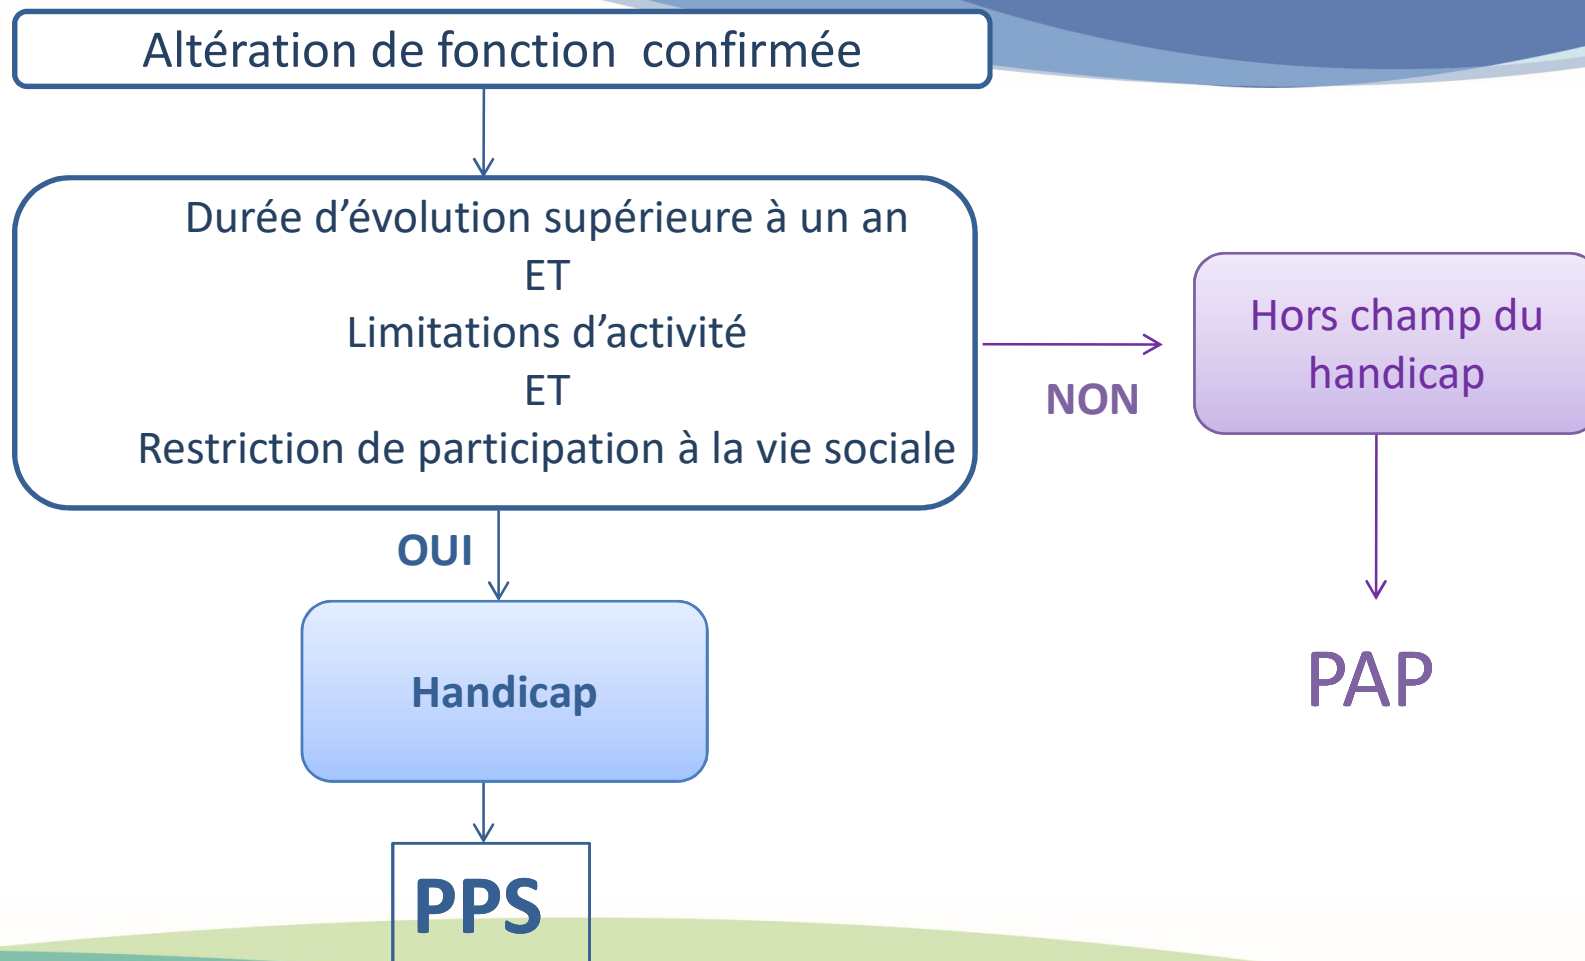 Altération de fonction  confirmée
Durée d’évolution supérieure à un an
ET
Limitations d’activité
ET
Restriction de participation à la vie sociale
NON
Hors champ du
handicap
OUI
Handicap
PAP
PPS